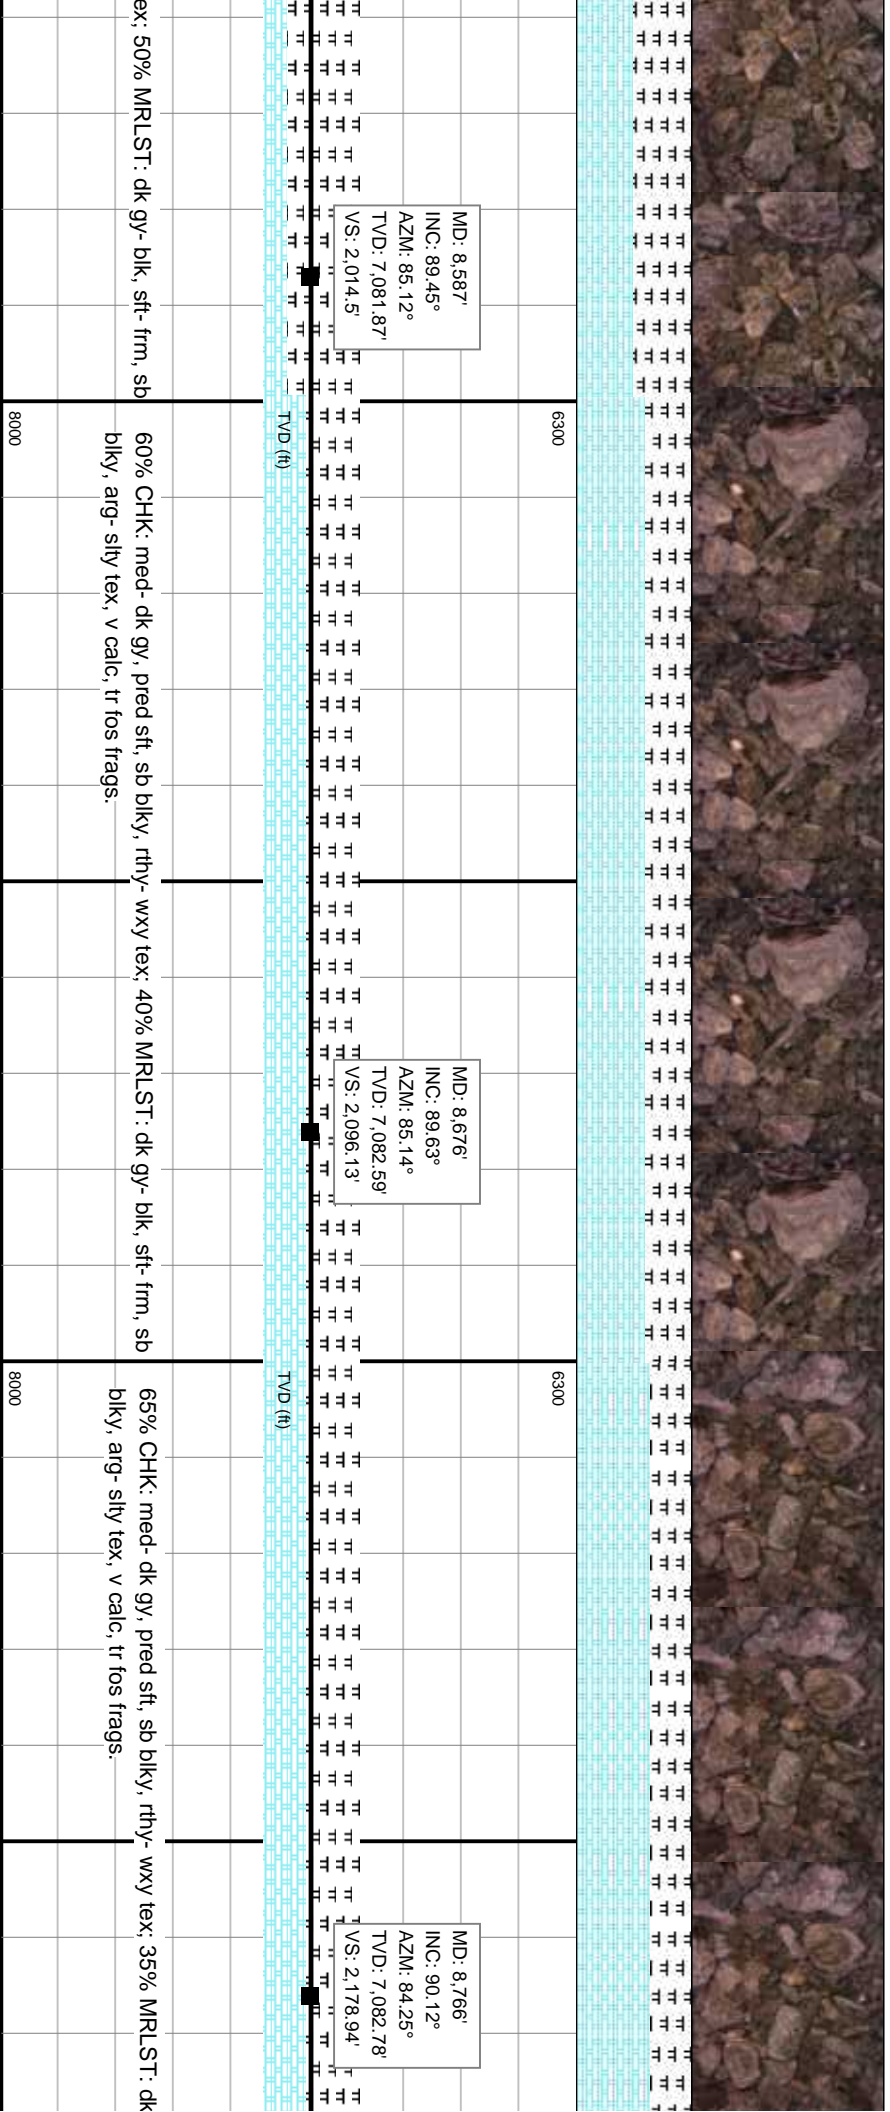 ex; 50% MRLST: dk gy- blk, sft- frm, sb
MD: 8,587'
INC: 89.45°
AZM: 85.12°
TVD: 7,081.87'
VS: 2,014.5'
6300
TVD (ft)
8000
60% CHK: med- dk gy, pred sft, sb blky, rthy- wxy tex; 40% MRLST: dk gy- blk, sft- frm, sb
blky, arg- slty tex, v calc, tr fos frags.
MD: 8,676'
INC: 89.63°
AZM: 85.14°
TVD: 7,082.59'
VS: 2,096.13'
6300
TVD (ft)
8000
65% CHK: med- dk gy, pred sft, sb blky, rthy- wxy tex; 35% MRLST: dk
blky, arg- slty tex, v calc, tr fos frags.
MD: 8,766'
INC: 90.12°
AZM: 84.25°
TVD: 7,082.78'
VS: 2,178.94'